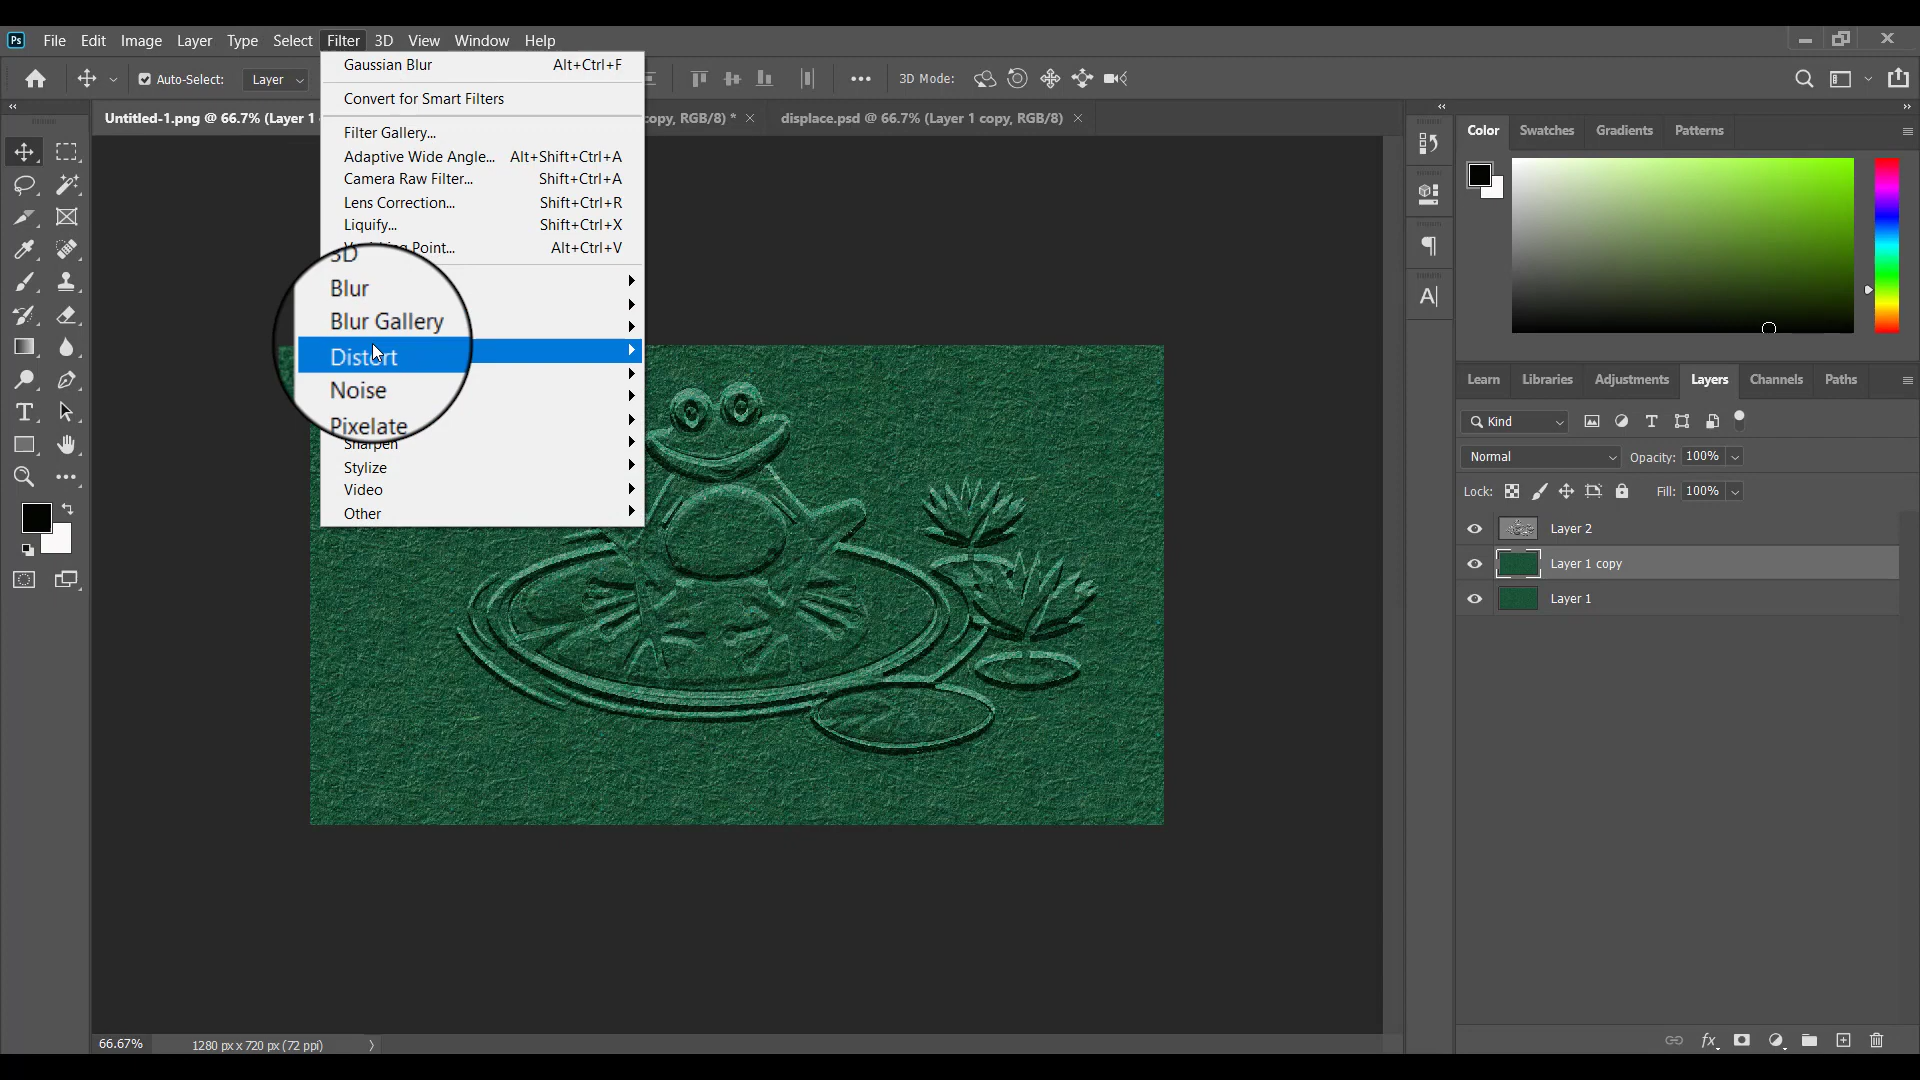 Ps File Edit Image Layer Type Select Filter 3D View Window Help
Auto-Select: Layer
3D Mode:
Gaussian Blur Alt+Ctrl+F
Convert for Smart Filters
Filter Gallery...
Adaptive Wide Angle... Alt+Shift+Ctrl+A
Camera Raw Filter... Shift+Ctrl+A
Lens Correction... Shift+Ctrl+R
Liquify... Shift+Ctrl+X
Point... Alt+Ctrl+V
3D
Blur
Blur Gallery
Distort
Noise
Pixelate
Sharpen
Stylize
Video
Other
Untitled-1.png @ 66.7% (Layer 1
copy, RGB/8) *
displace.psd @ 66.7% (Layer 1 copy, RGB/8)
Color Swatches Gradients Patterns
Learn Libraries Adjustments Layers Channels Paths
Kind
Normal Opacity: 100%
Lock: Fill: 100%
Layer 2
Layer 1 copy
Layer 1
66.67% 1280 px x 720 px (72 ppi)
fx